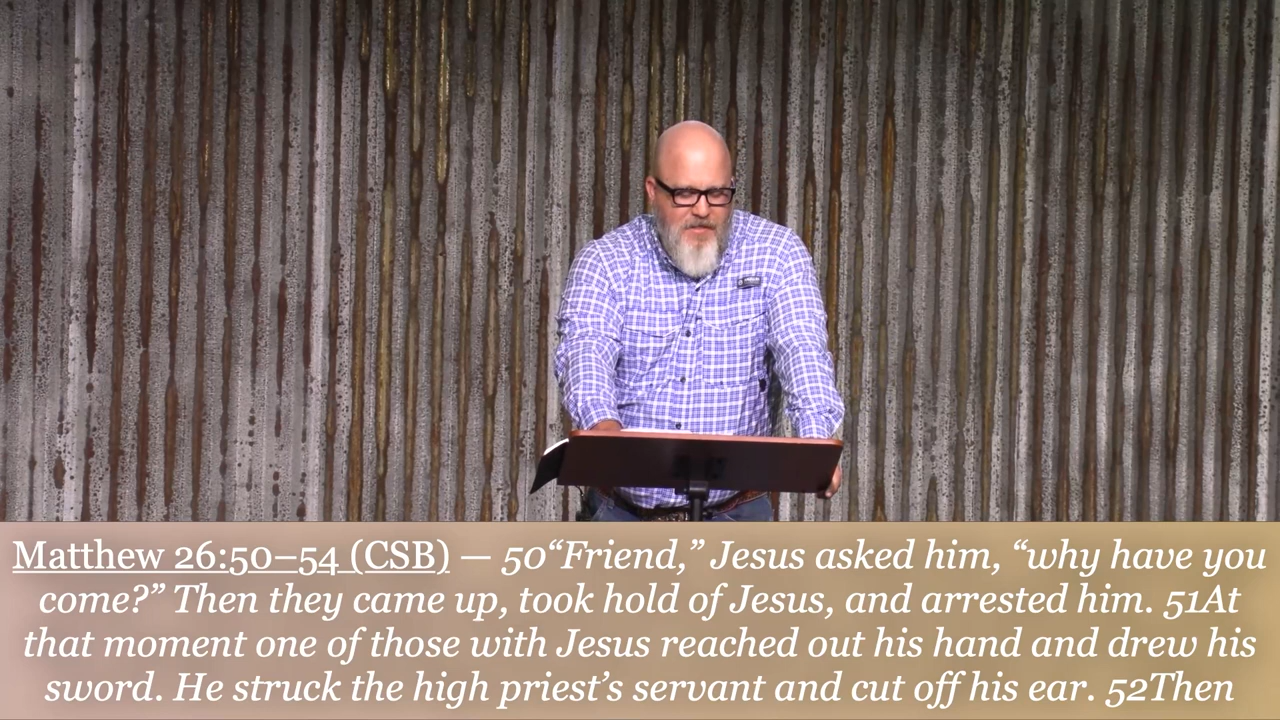 Matthew 26:50–54 (CSB) — 50“Friend,” Jesus asked him, “why have you
come?” Then they came up, took hold of Jesus, and arrested him. 51At
that moment one of those with Jesus reached out his hand and drew his
sword. He struck the high priest’s servant and cut off his ear. 52Then